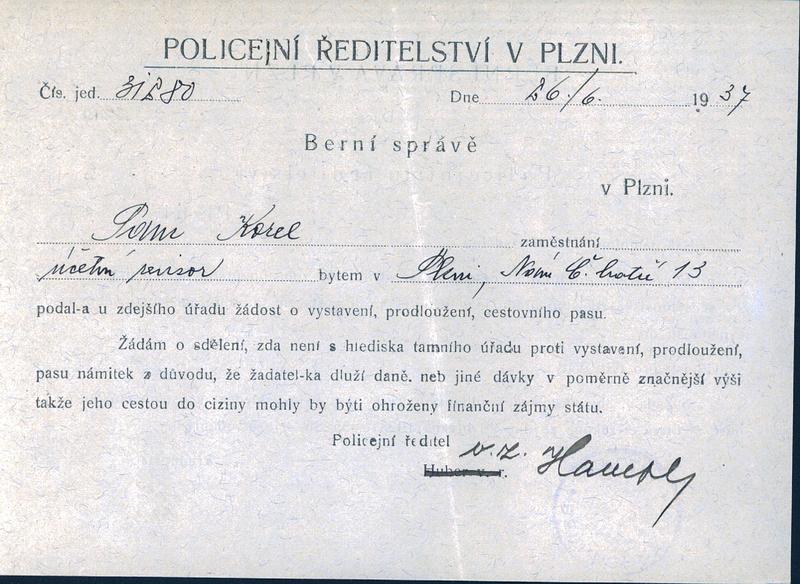 POLICEJNÍ ŘEDITELSTVÍ V PLZNI.
Čís. jed. 31280 Dne 26/6. 1937
Berní správě
v Plzni.
Karel zaměstnání
účetní revisor bytem v Plzni, Nám. Č. bratří 13
podal-a u zdejšího úřadu žádost o vystavení, prodloužení, cestovního pasu.
Žádám o sdělení, zda není s hlediska tamního úřadu proti vystavení, prodloužení,
pasu námitek z důvodu, že žadatel-ka dluží daně. neb jiné dávky v poměrně značnější výši
takže jeho cestou do ciziny mohly by býti ohroženy finanční zájmy státu.
Policejní ředitel
v. z.
Huber v. r.